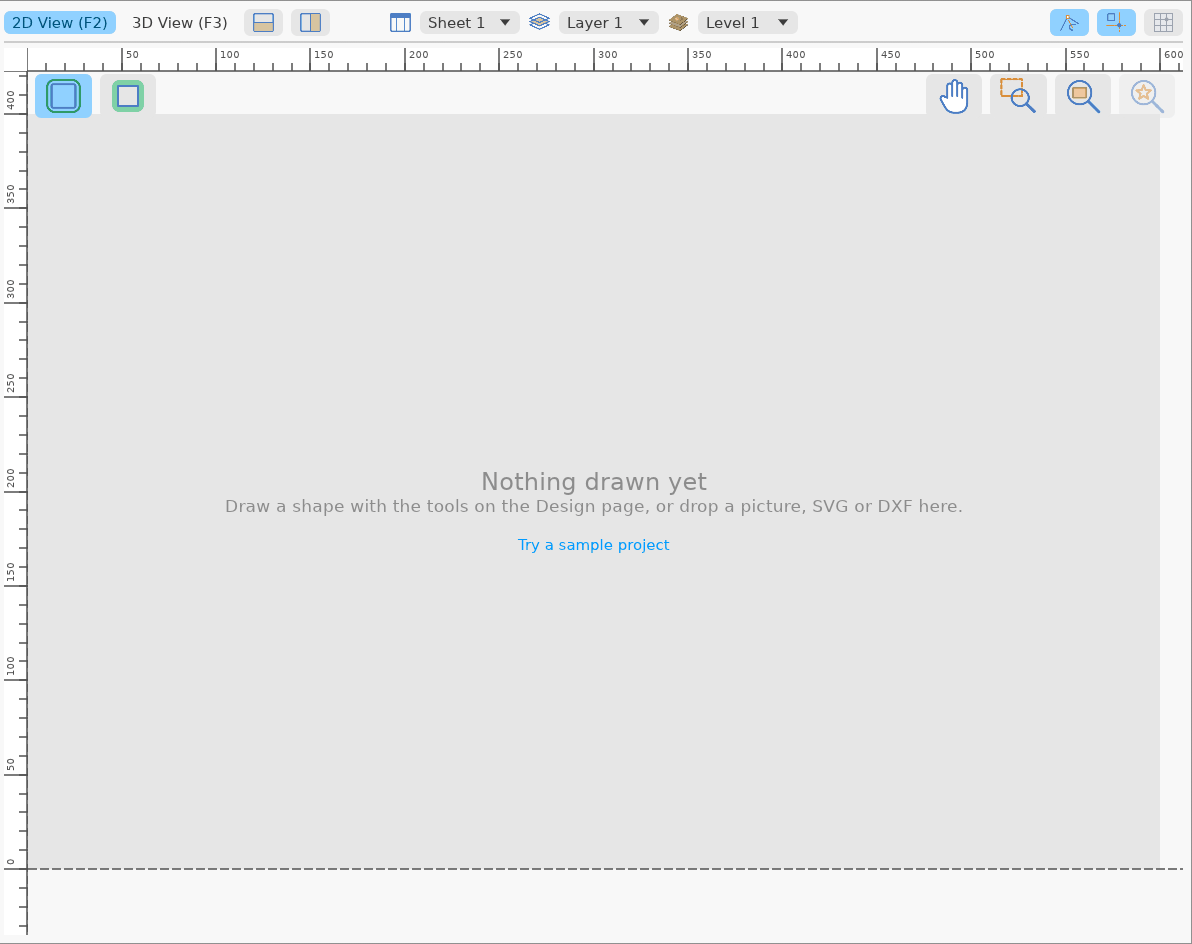 2D View (F2) 3D View (F3) Sheet 1 Layer 1 Level 1
50 100 150 200 250 300 350 400 450 500 550 600
400
350
300
250
200
150
100
50
0
Nothing drawn yet
Draw a shape with the tools on the Design page, or drop a picture, SVG or DXF here.
Try a sample project